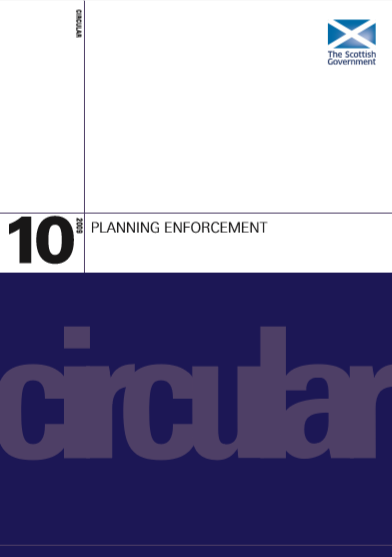 CIRCULAR
The Scottish
Government
10
2009
PLANNING ENFORCEMENT
circular